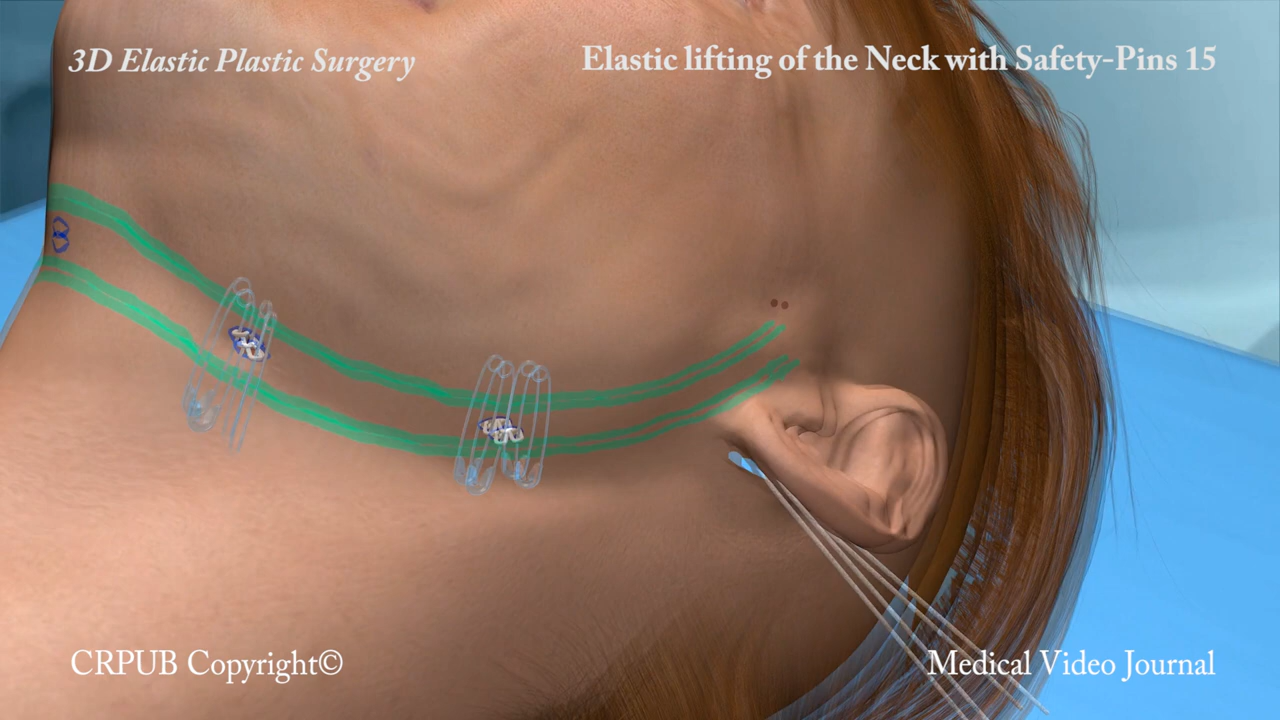 3D Elastic Plastic Surgery
Elastic lifting of the Neck with Safety-Pins 15
CRPUB Copyright©
Medical Video Journal